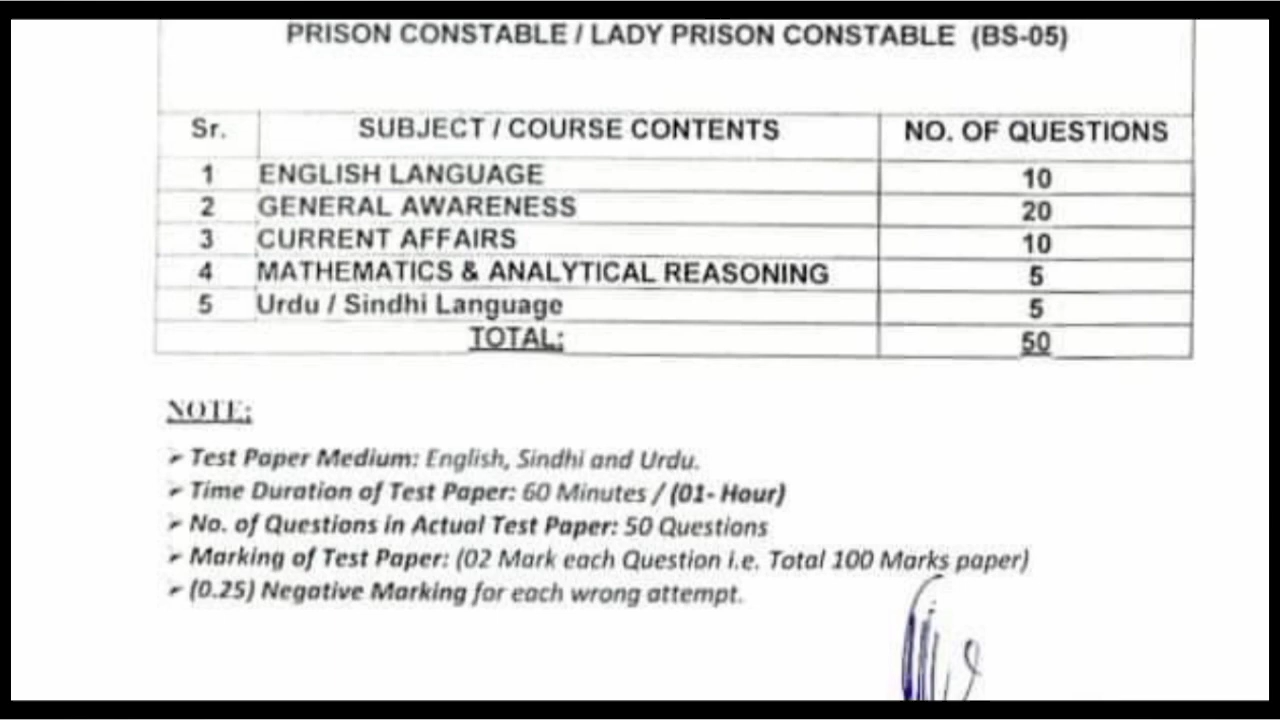 PRISON CONSTABLE / LADY PRISON CONSTABLE (BS-05)
Sr. SUBJECT / COURSE CONTENTS NO. OF QUESTIONS
1 ENGLISH LANGUAGE 10
2 GENERAL AWARENESS 20
3 CURRENT AFFAIRS 10
4 MATHEMATICS & ANALYTICAL REASONING 5
5 Urdu / Sindhi Language 5
TOTAL: 50
NOTE:
➢ Test Paper Medium: English, Sindhi and Urdu.
➢ Time Duration of Test Paper: 60 Minutes / (01- Hour)
➢ No. of Questions in Actual Test Paper: 50 Questions
➢ Marking of Test Paper: (02 Mark each Question i.e. Total 100 Marks paper)
➢ (0.25) Negative Marking for each wrong attempt.